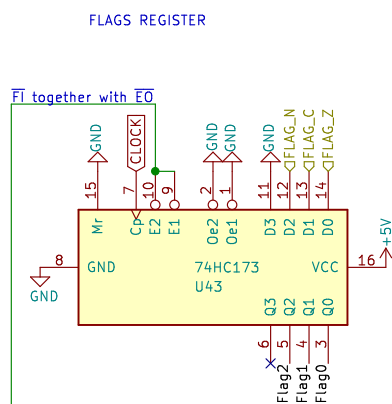 FLAGS REGISTER
FI together with EO
GND CLOCK GND GND GND FLAG_N FLAG_C FLAG_Z
15 7 10 9 2 1 11 12 13 14
Mr Cp E2 E1 Oe2 Oe1 D3 D2 D1 D0
8 GND 74HC173 VCC 16 +5V
GND U43
Q3 Q2 Q1 Q0
6 5 4 3
Flag2 Flag1 Flag0